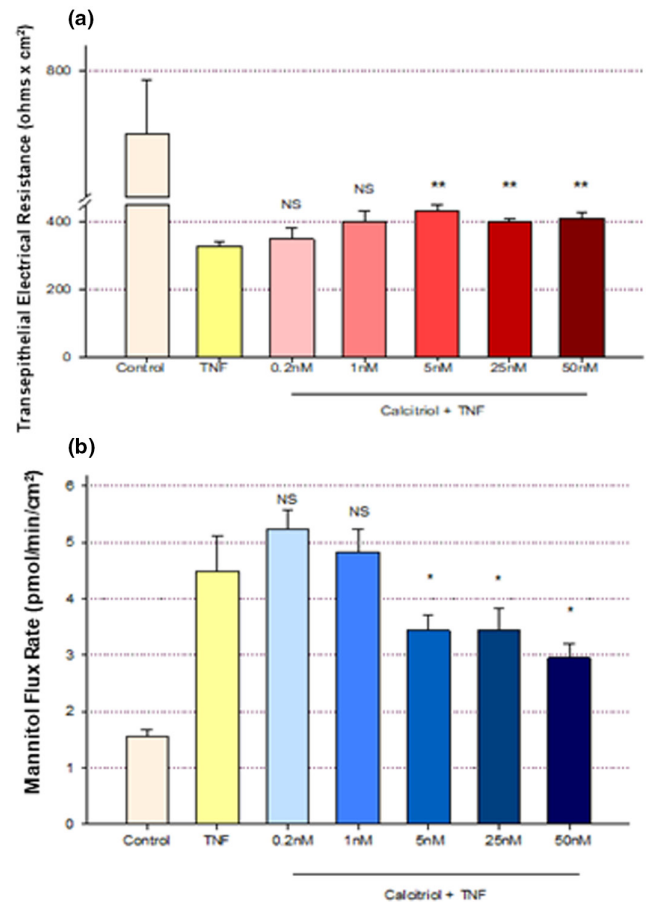 (a)
Transepithelial Electrical Resistance (ohms x cm²)
800
400
200
0
NS
NS
**
**
**
Control TNF 0.2nM 1nM 5nM 25nM 50nM
Calcitriol + TNF
(b)
Mannitol Flux Rate (pmol/min/cm²)
6
5
4
3
2
1
0
NS
NS
*
*
*
Control TNF 0.2nM 1nM 5nM 25nM 50nM
Calcitriol + TNF